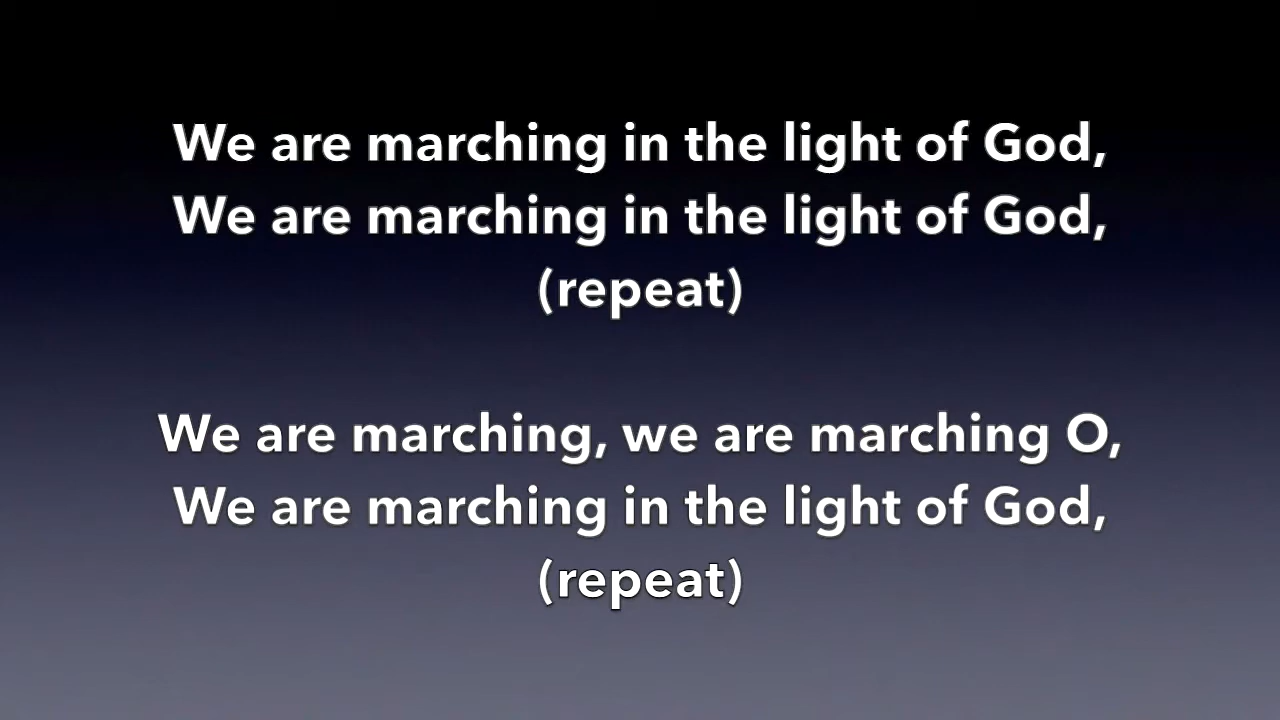 We are marching in the light of God,
We are marching in the light of God,
(repeat)
We are marching, we are marching O,
We are marching in the light of God,
(repeat)